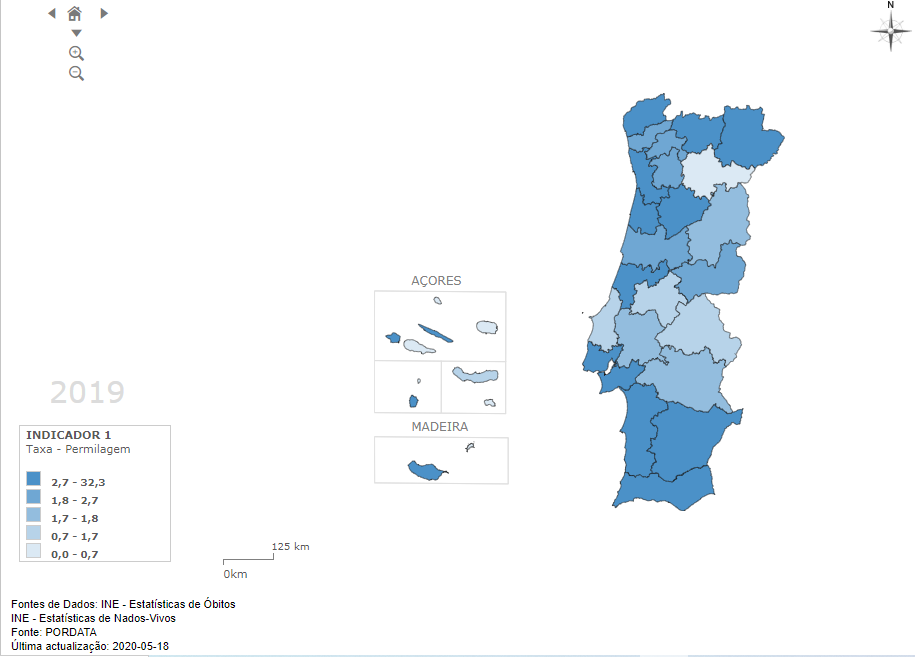 N
AÇORES
MADEIRA
2019
INDICADOR 1
Taxa - Permilagem
2,7 - 32,3
1,8 - 2,7
1,7 - 1,8
0,7 - 1,7
0,0 - 0,7
125 km
0km
Fontes de Dados: INE - Estatísticas de Óbitos
INE - Estatísticas de Nados-Vivos
Fonte: PORDATA
Última actualização: 2020-05-18